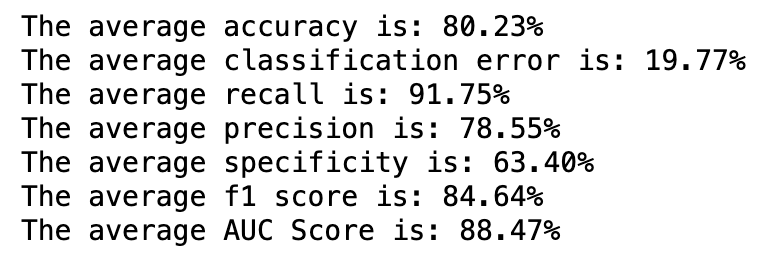 The average accuracy is: 80.23%
The average classification error is: 19.77%
The average recall is: 91.75%
The average precision is: 78.55%
The average specificity is: 63.40%
The average f1 score is: 84.64%
The average AUC Score is: 88.47%